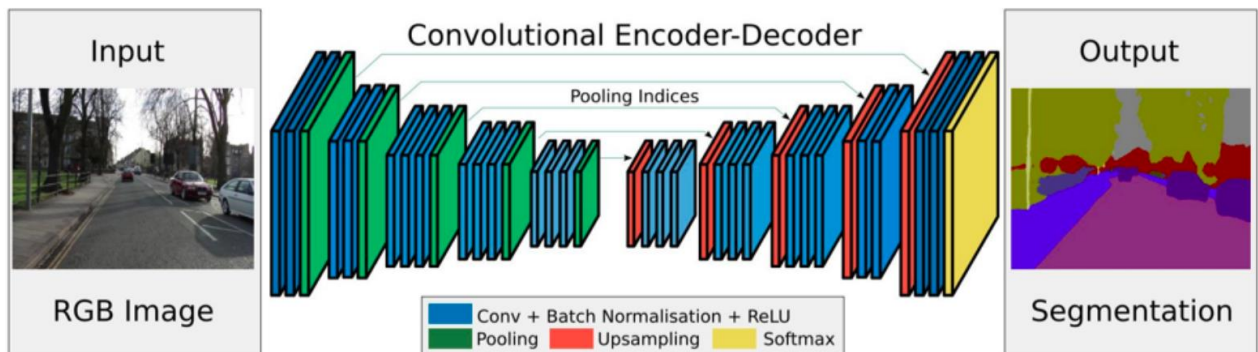 Input
RGB Image
Convolutional Encoder-Decoder
Pooling Indices
Conv + Batch Normalisation + ReLU
Pooling Upsampling Softmax
Output
Segmentation